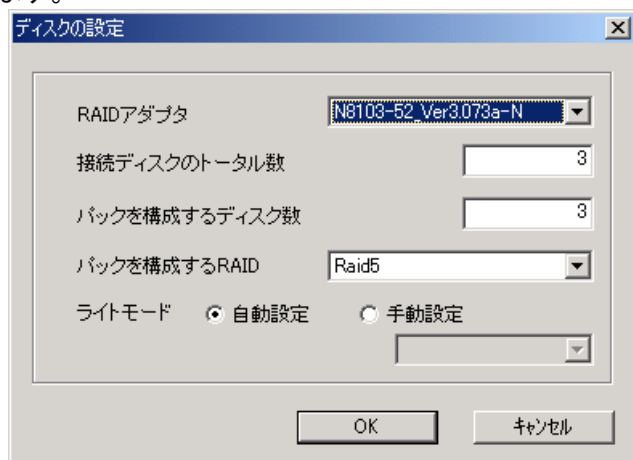 ディスクの設定
RAIDアダプタ N8103-52_Ver3.073a-N
接続ディスクのトータル数 3
パックを構成するディスク数 3
パックを構成するRAID Raid5
ライトモード 自動設定 手動設定
OK キャンセル